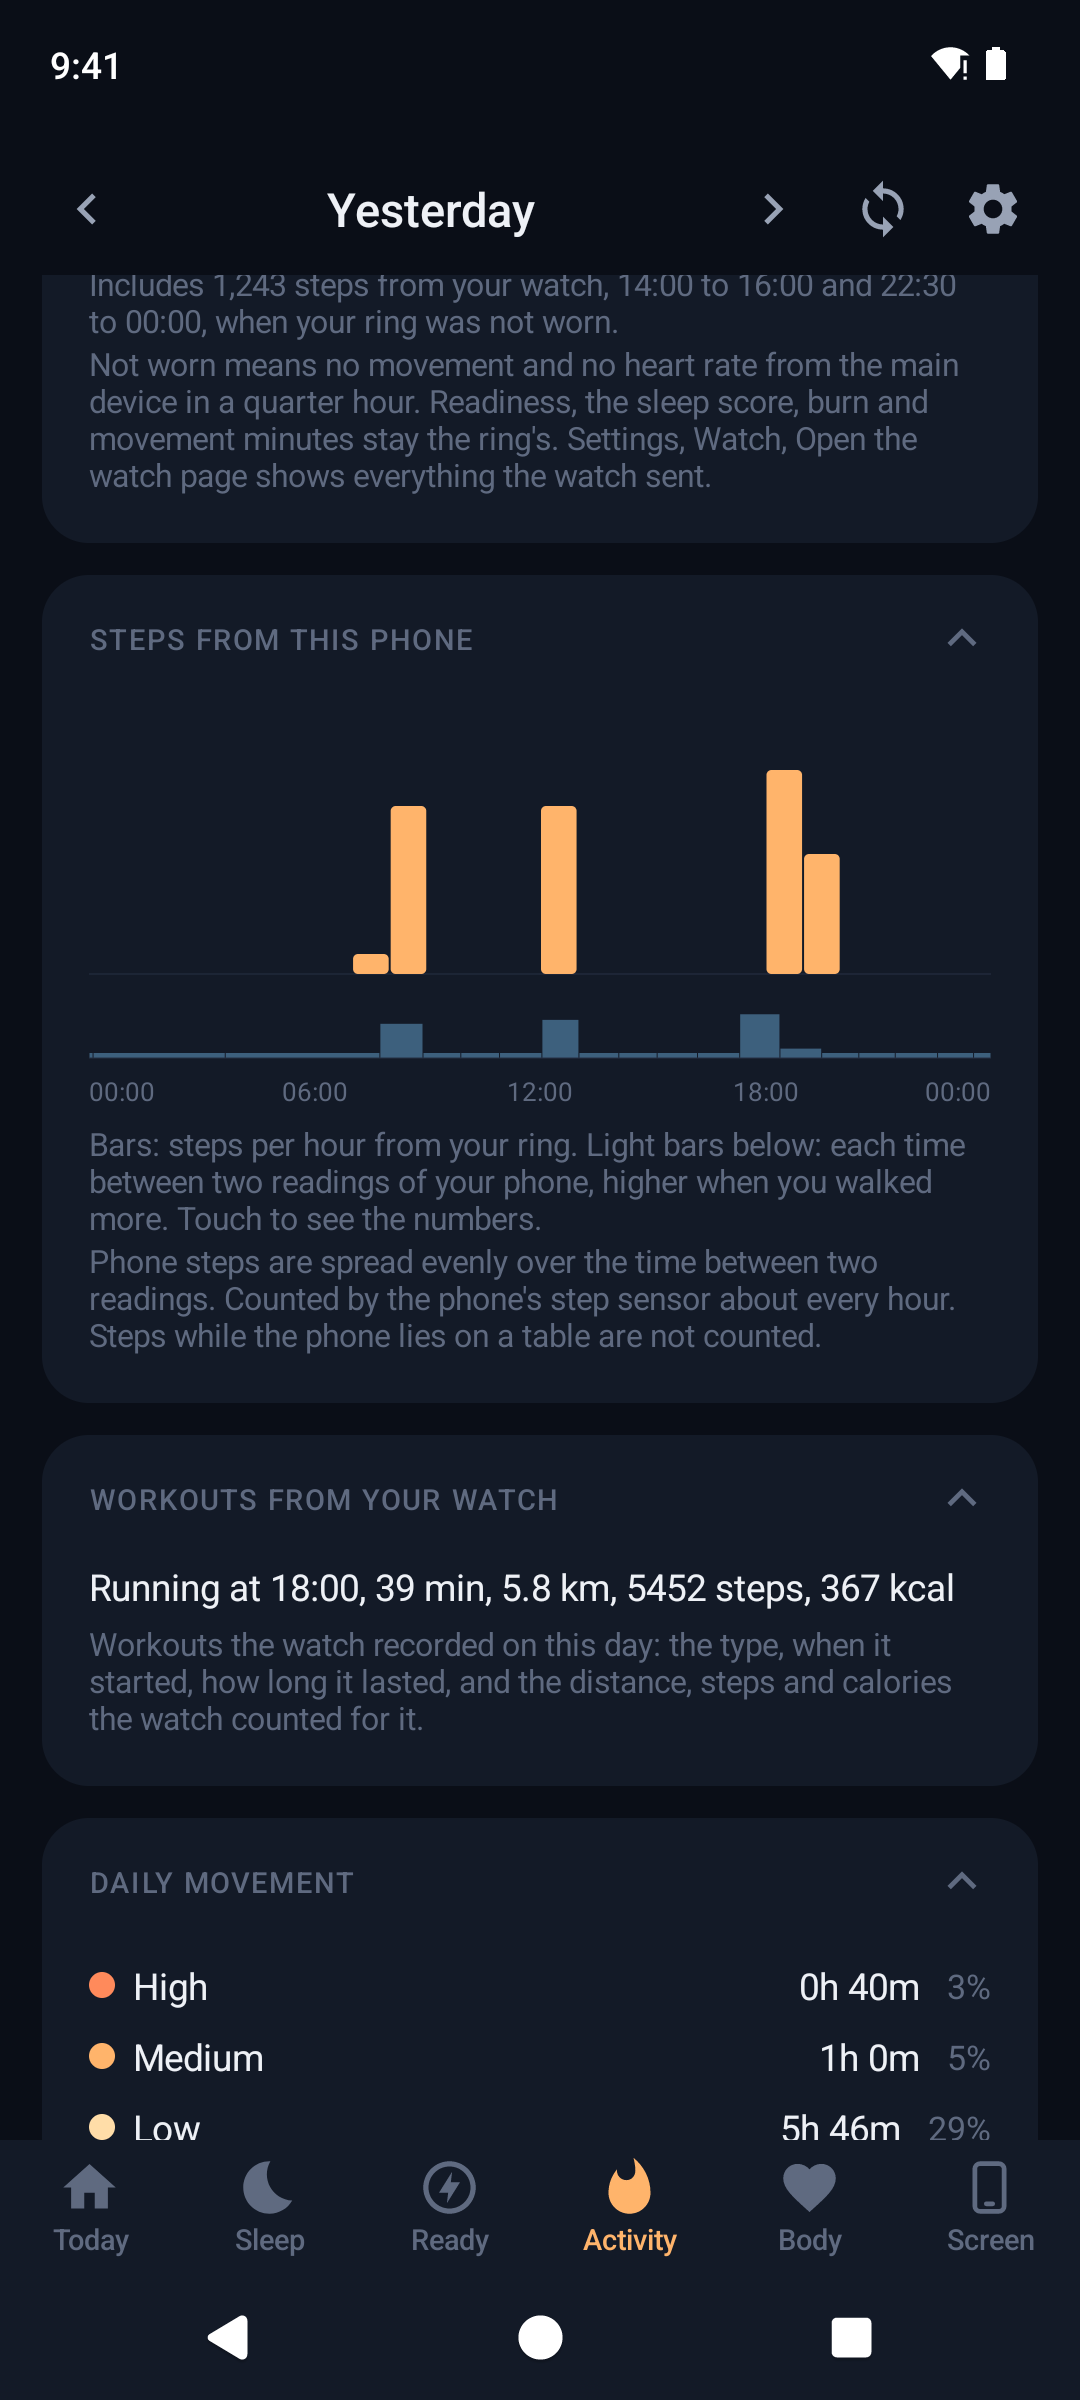 9:41
Yesterday
Includes 1,243 steps from your watch, 14:00 to 16:00 and 22:30
to 00:00, when your ring was not worn.
Not worn means no movement and no heart rate from the main
device in a quarter hour. Readiness, the sleep score, burn and
movement minutes stay the ring's. Settings, Watch, Open the
watch page shows everything the watch sent.
STEPS FROM THIS PHONE
00:00 06:00 12:00 18:00 00:00
Bars: steps per hour from your ring. Light bars below: each time
between two readings of your phone, higher when you walked
more. Touch to see the numbers.
Phone steps are spread evenly over the time between two
readings. Counted by the phone's step sensor about every hour.
Steps while the phone lies on a table are not counted.
WORKOUTS FROM YOUR WATCH
Running at 18:00, 39 min, 5.8 km, 5452 steps, 367 kcal
Workouts the watch recorded on this day: the type, when it
started, how long it lasted, and the distance, steps and calories
the watch counted for it.
DAILY MOVEMENT
High 0h 40m 3%
Medium 1h 0m 5%
Low 5h 46m 29%
Today Sleep Ready Activity Body Screen